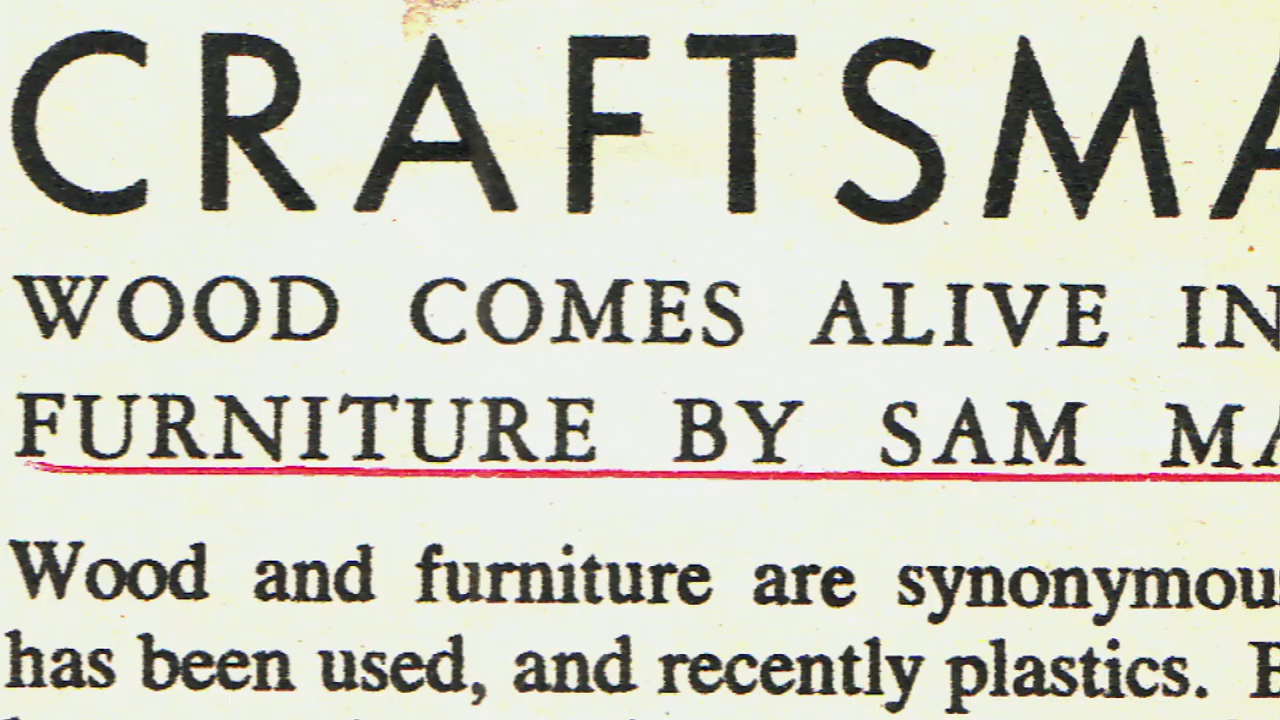 CRAFTSMA
WOOD COMES ALIVE IN
FURNITURE BY SAM MA
Wood and furniture are synonymous
has been used, and recently plastics.